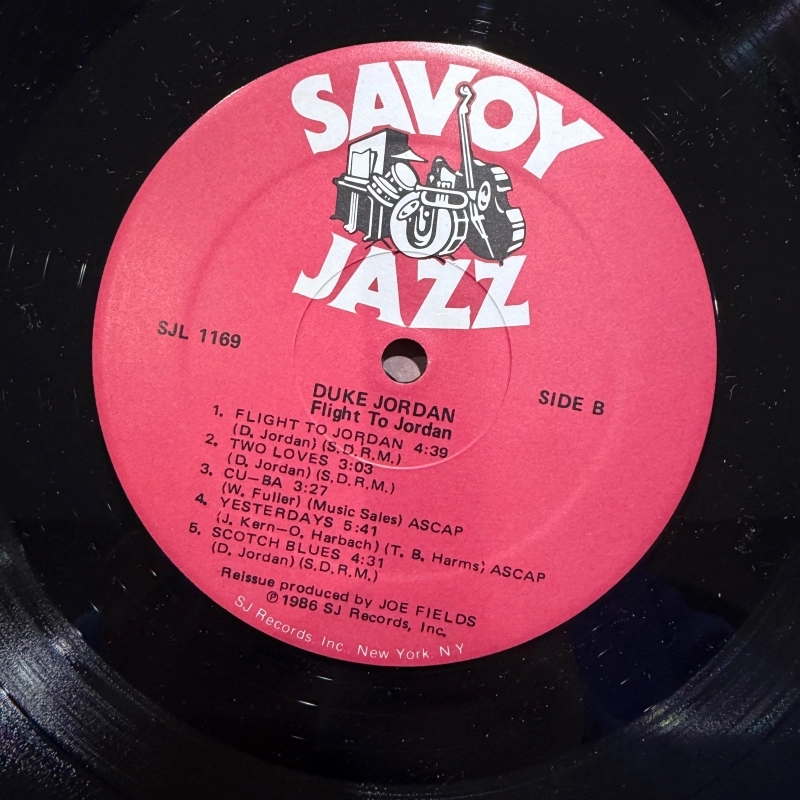 SAVOY
JAZZ
SJL 1169
SIDE B
DUKE JORDAN
Flight To Jordan
1. FLIGHT TO JORDAN 4:39
(D. Jordan) (S.D.R.M.)
2. TWO LOVES 3:03
(D. Jordan) (S.D.R.M.)
3. CU-BA 3:27
(W. Fuller) (Music Sales) ASCAP
4. YESTERDAYS 5:41
(J. Kern-O. Harbach) (T. B. Harms) ASCAP
5. SCOTCH BLUES 4:31
(D. Jordan) (S.D.R.M.)
Reissue produced by JOE FIELDS
℗ 1986 SJ Records, Inc.
SJ Records, Inc., New York, N Y